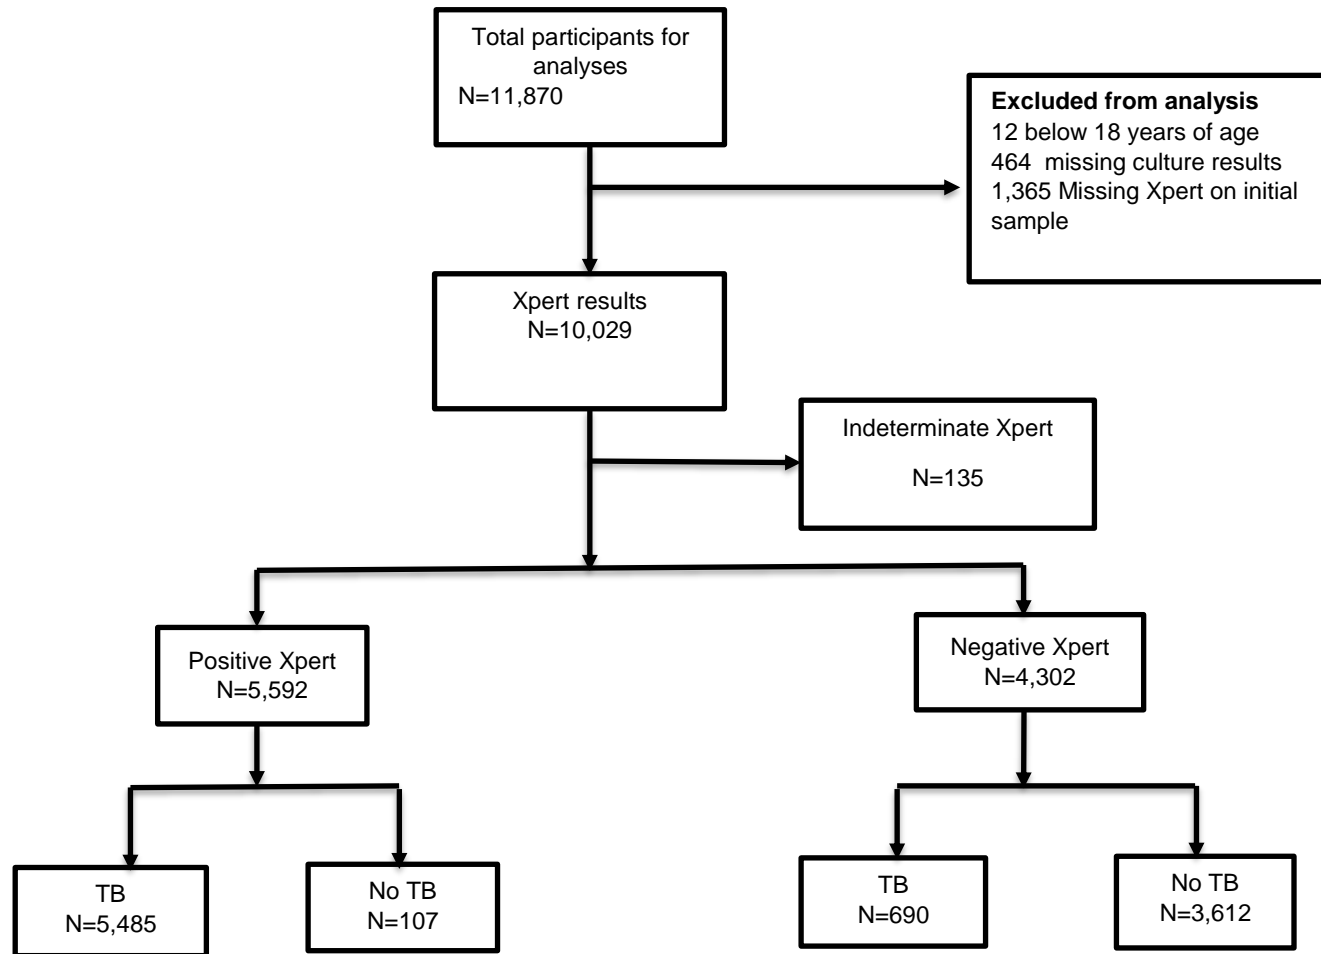 Total participants for
analyses
N=11,870
Excluded from analysis
12 below 18 years of age
464 missing culture results
1,365 Missing Xpert on initial
sample
Xpert results
N=10,029
Indeterminate Xpert
N=135
Positive Xpert
N=5,592
Negative Xpert
N=4,302
TB
N=5,485
No TB
N=107
TB
N=690
No TB
N=3,612